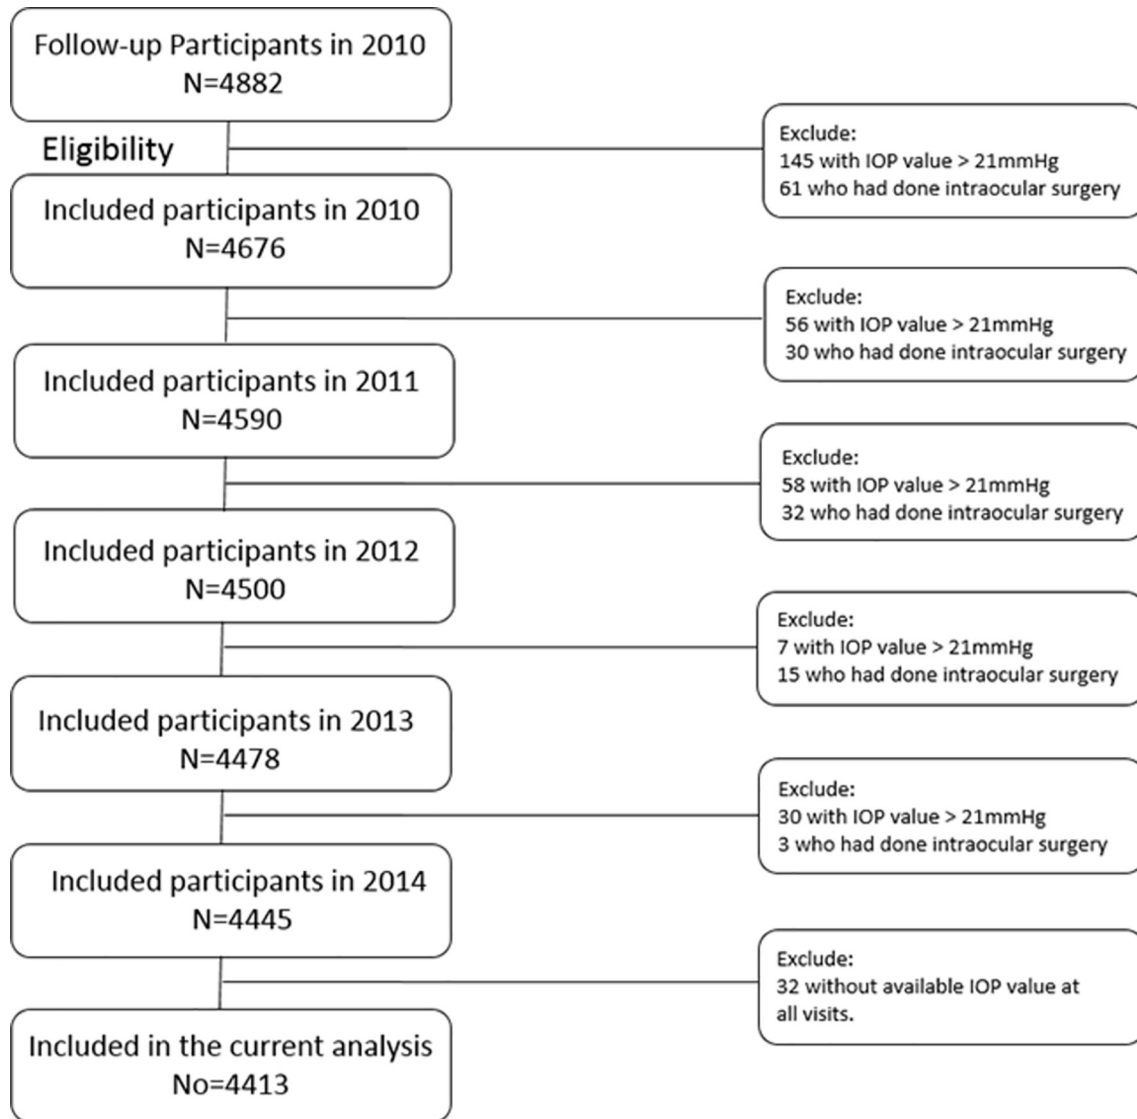 Follow-up Participants in 2010
N=4882
Eligibility
Exclude:
145 with IOP value > 21mmHg
61 who had done intraocular surgery
Included participants in 2010
N=4676
Exclude:
56 with IOP value > 21mmHg
30 who had done intraocular surgery
Included participants in 2011
N=4590
Exclude:
58 with IOP value > 21mmHg
32 who had done intraocular surgery
Included participants in 2012
N=4500
Exclude:
7 with IOP value > 21mmHg
15 who had done intraocular surgery
Included participants in 2013
N=4478
Exclude:
30 with IOP value > 21mmHg
3 who had done intraocular surgery
Included participants in 2014
N=4445
Exclude:
32 without available IOP value at
all visits.
Included in the current analysis
No=4413